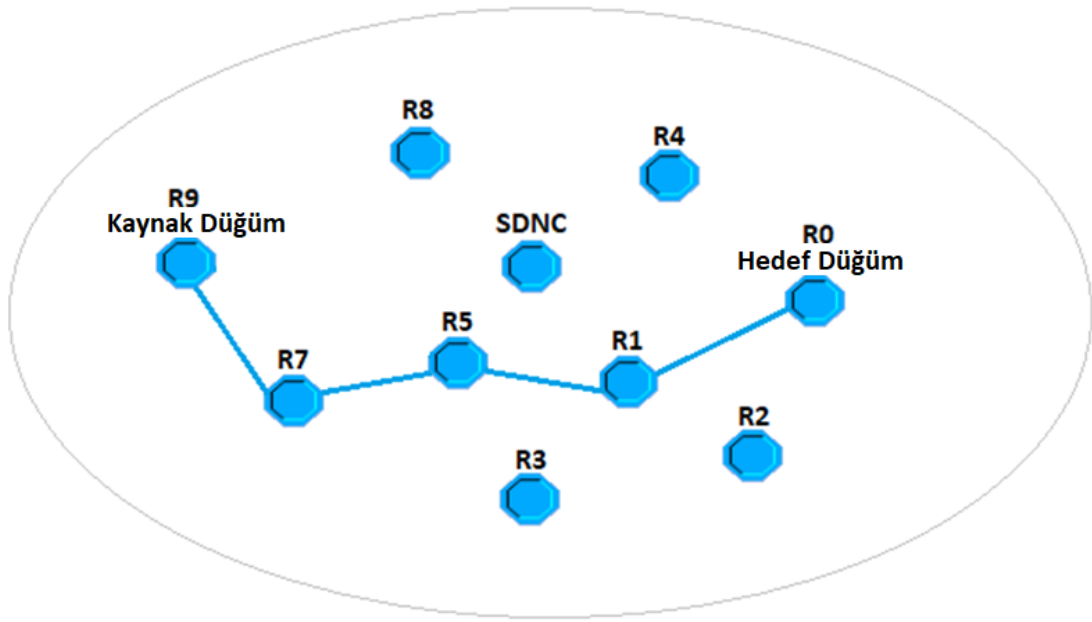 R8
R4
R9
Kaynak Düğüm
SDNC
R0
Hedef Düğüm
R5
R1
R7
R2
R3